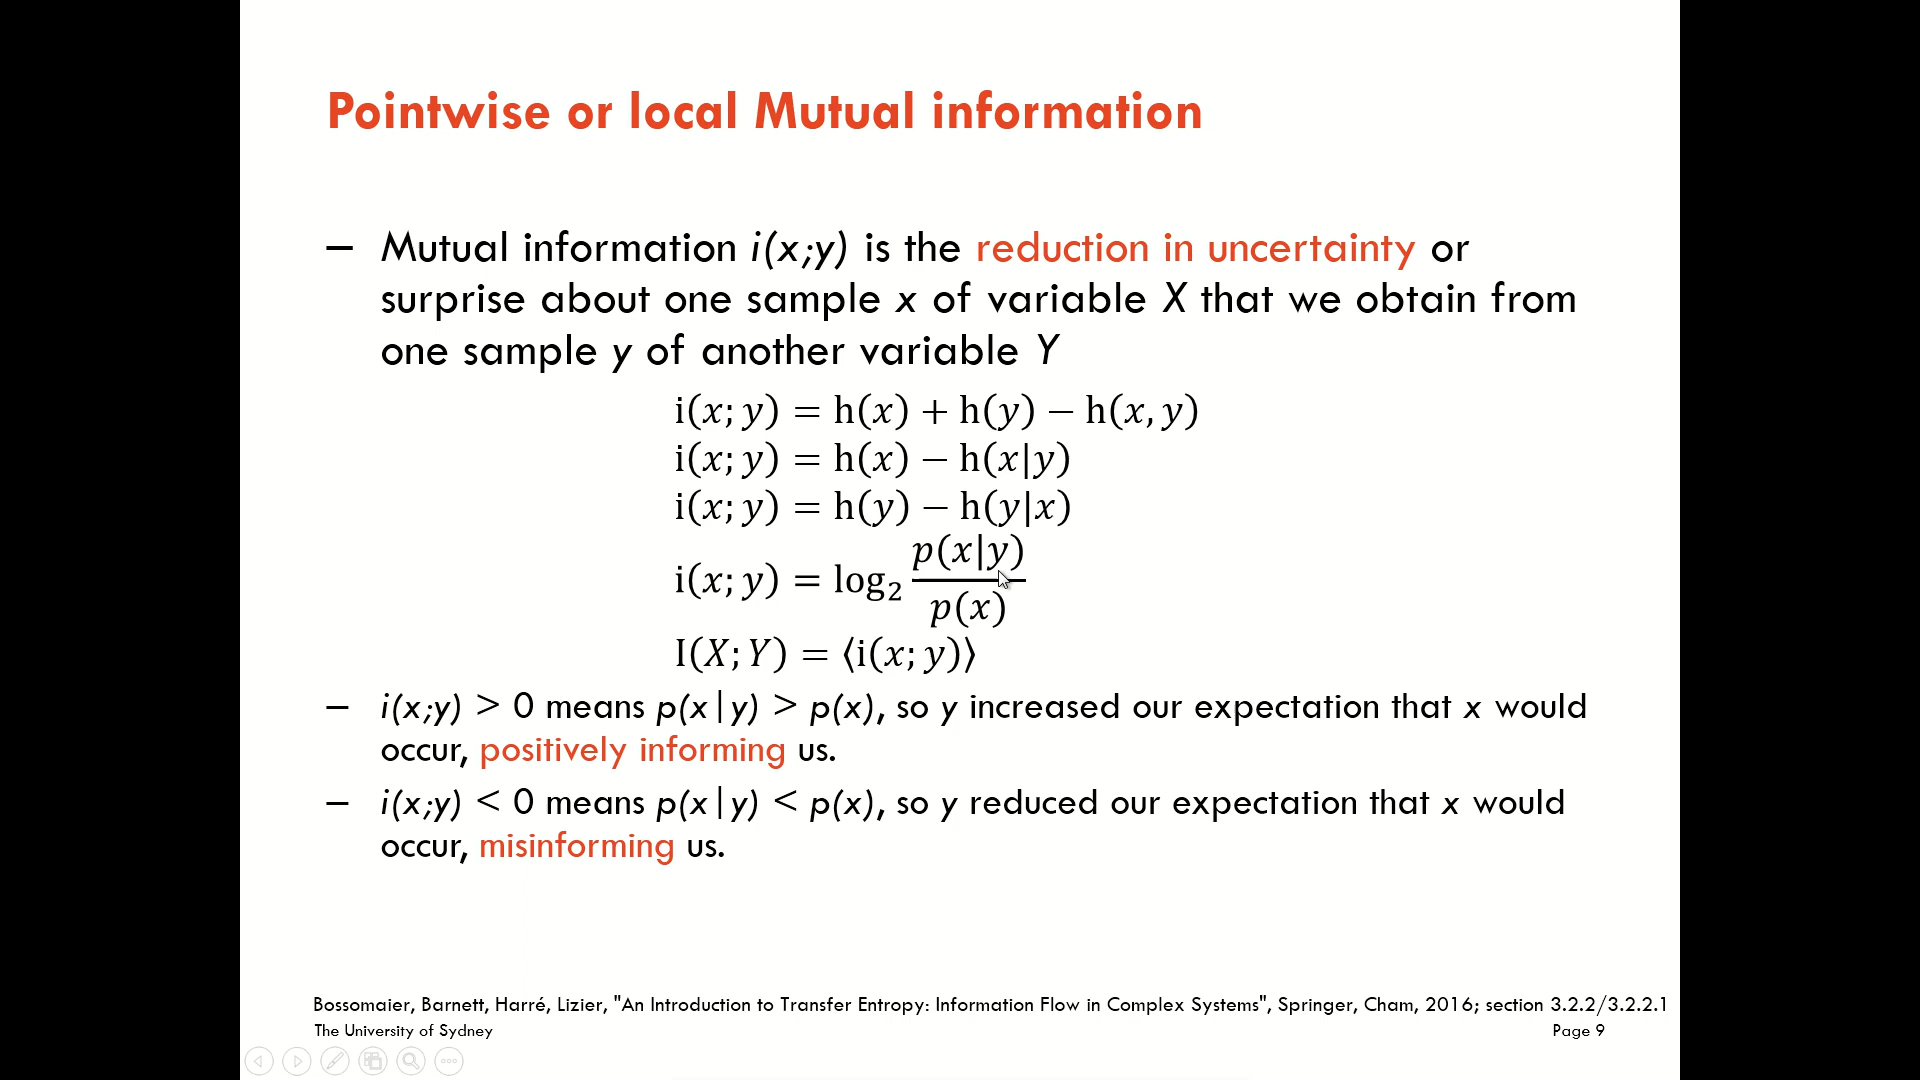 Pointwise or local Mutual information
– Mutual information i(x;y) is the reduction in uncertainty or
surprise about one sample x of variable X that we obtain from
one sample y of another variable Y
i(x; y) = h(x) + h(y) − h(x, y)
i(x; y) = h(x) − h(x|y)
i(x; y) = h(y) − h(y|x)
i(x; y) = log₂ p(x|y) / p(x)
I(X; Y) = ⟨i(x; y)⟩
– i(x;y) > 0 means p(x|y) > p(x), so y increased our expectation that x would
occur, positively informing us.
– i(x;y) < 0 means p(x|y) < p(x), so y reduced our expectation that x would
occur, misinforming us.
Bossomaier, Barnett, Harré, Lizier, "An Introduction to Transfer Entropy: Information Flow in Complex Systems", Springer, Cham, 2016; section 3.2.2/3.2.2.1
The University of Sydney
Page 9